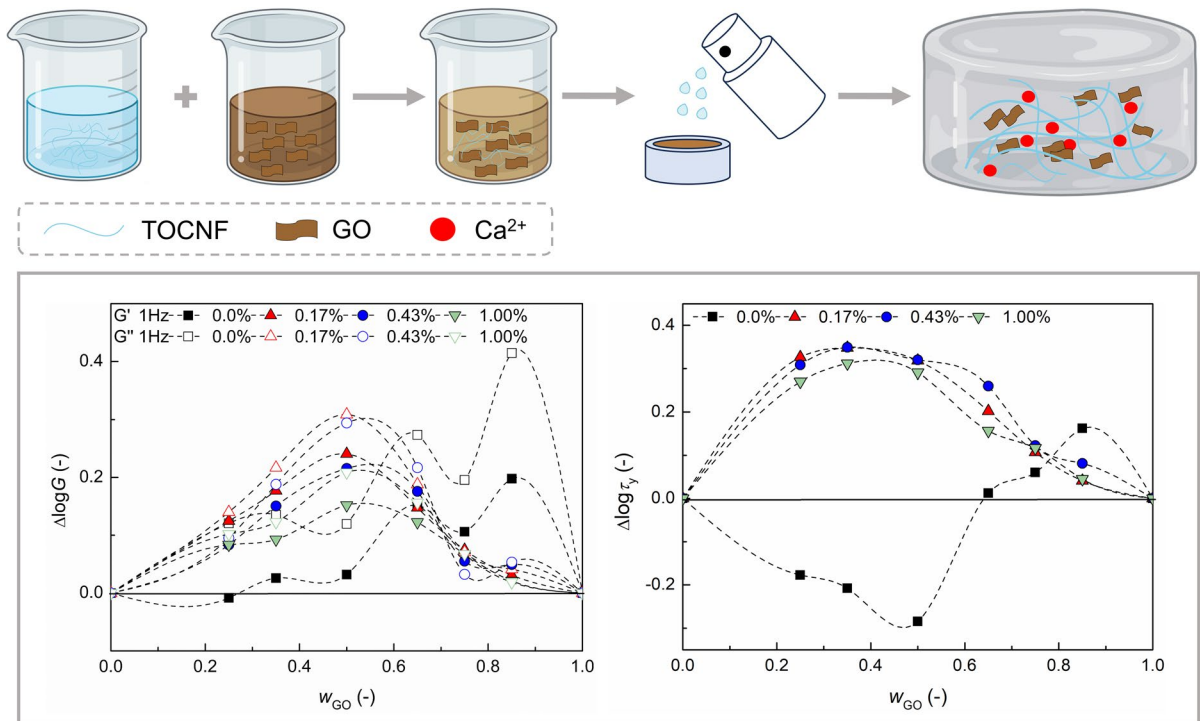 TOCNF GO Ca²⁺
G' 1Hz 0.0% 0.17% 0.43% 1.00%
G" 1Hz 0.0% 0.17% 0.43% 1.00%
0.4
0.2
0.0
ΔlogG (-)
0.0 0.2 0.4 0.6 0.8 1.0
wGO (-)
0.0% 0.17% 0.43% 1.00%
0.4
0.2
0.0
-0.2
Δlog τy (-)
0.0 0.2 0.4 0.6 0.8 1.0
wGO (-)